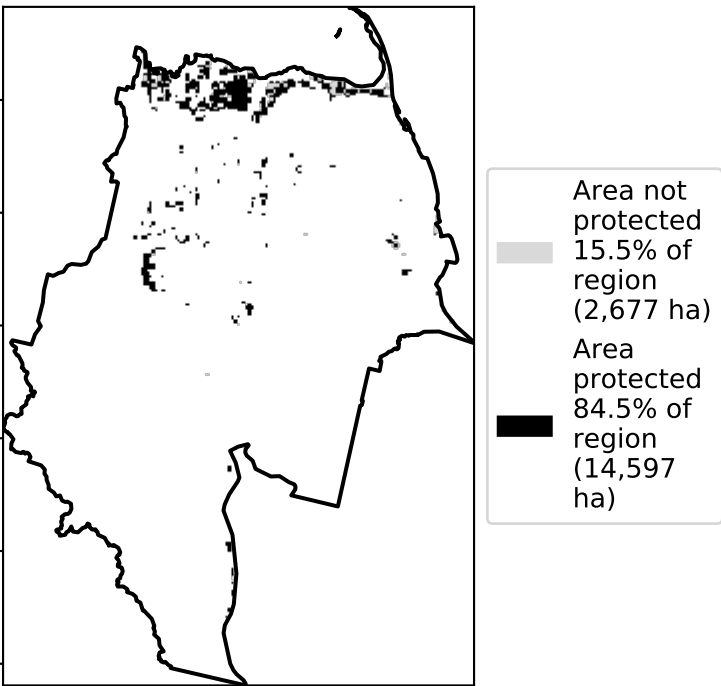 Area not
protected
15.5% of
region
(2,677 ha)
Area
protected
84.5% of
region
(14,597
ha)